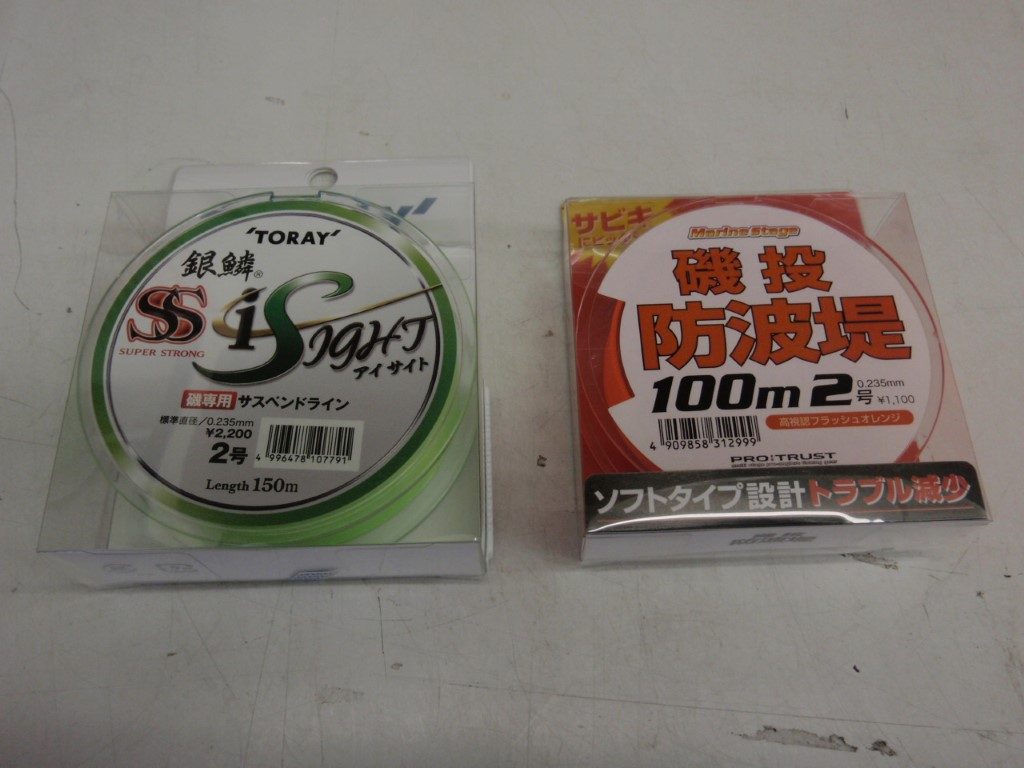 'TORAY'
銀鱗®
SS
SUPER STRONG
iSIGHT
アイサイト
磯専用 サスペンドライン
標準直径/0.235mm
¥2,200
2号
4 996478 107791
Length 150m
サビキ
Marine Stage
磯投
防波堤
100m 2号
0.235mm
¥1,100
高視認フラッシュオレンジ
4 909858 312999
PRO:TRUST
ソフトタイプ設計トラブル減少